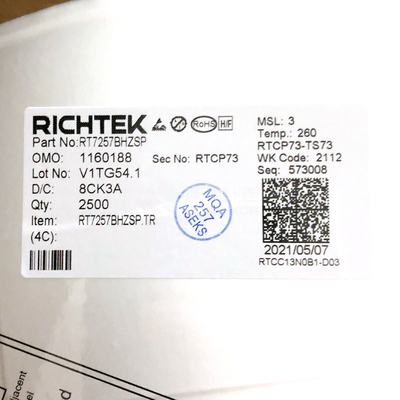 RICHTEK
RoHS
H/F
MSL: 3
Temp.: 260
RTCP73-TS73
WK Code: 2112
Seq: 573008
Part No: RT7257BHZSP
OMO: 1160188 Sec No: RTCP73
Lot No: V1TG54.1
D/C: 8CK3A
Qty: 2500
Item: RT7257BHZSP.TR
(4C):
MQA
257
ASEKS
2021/05/07
RTCC13N0B1-D03